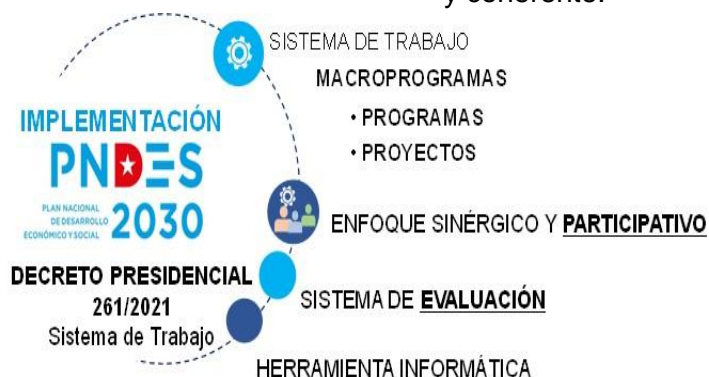 y coherente.
SISTEMA DE TRABAJO
MACROPROGRAMAS
• PROGRAMAS
• PROYECTOS
IMPLEMENTACIÓN
PNDES
PLAN NACIONAL
DE DESARROLLO
ECONÓMICO Y SOCIAL
2030
ENFOQUE SINÉRGICO Y PARTICIPATIVO
DECRETO PRESIDENCIAL
261/2021
Sistema de Trabajo
SISTEMA DE EVALUACIÓN
HERRAMIENTA INFORMÁTICA